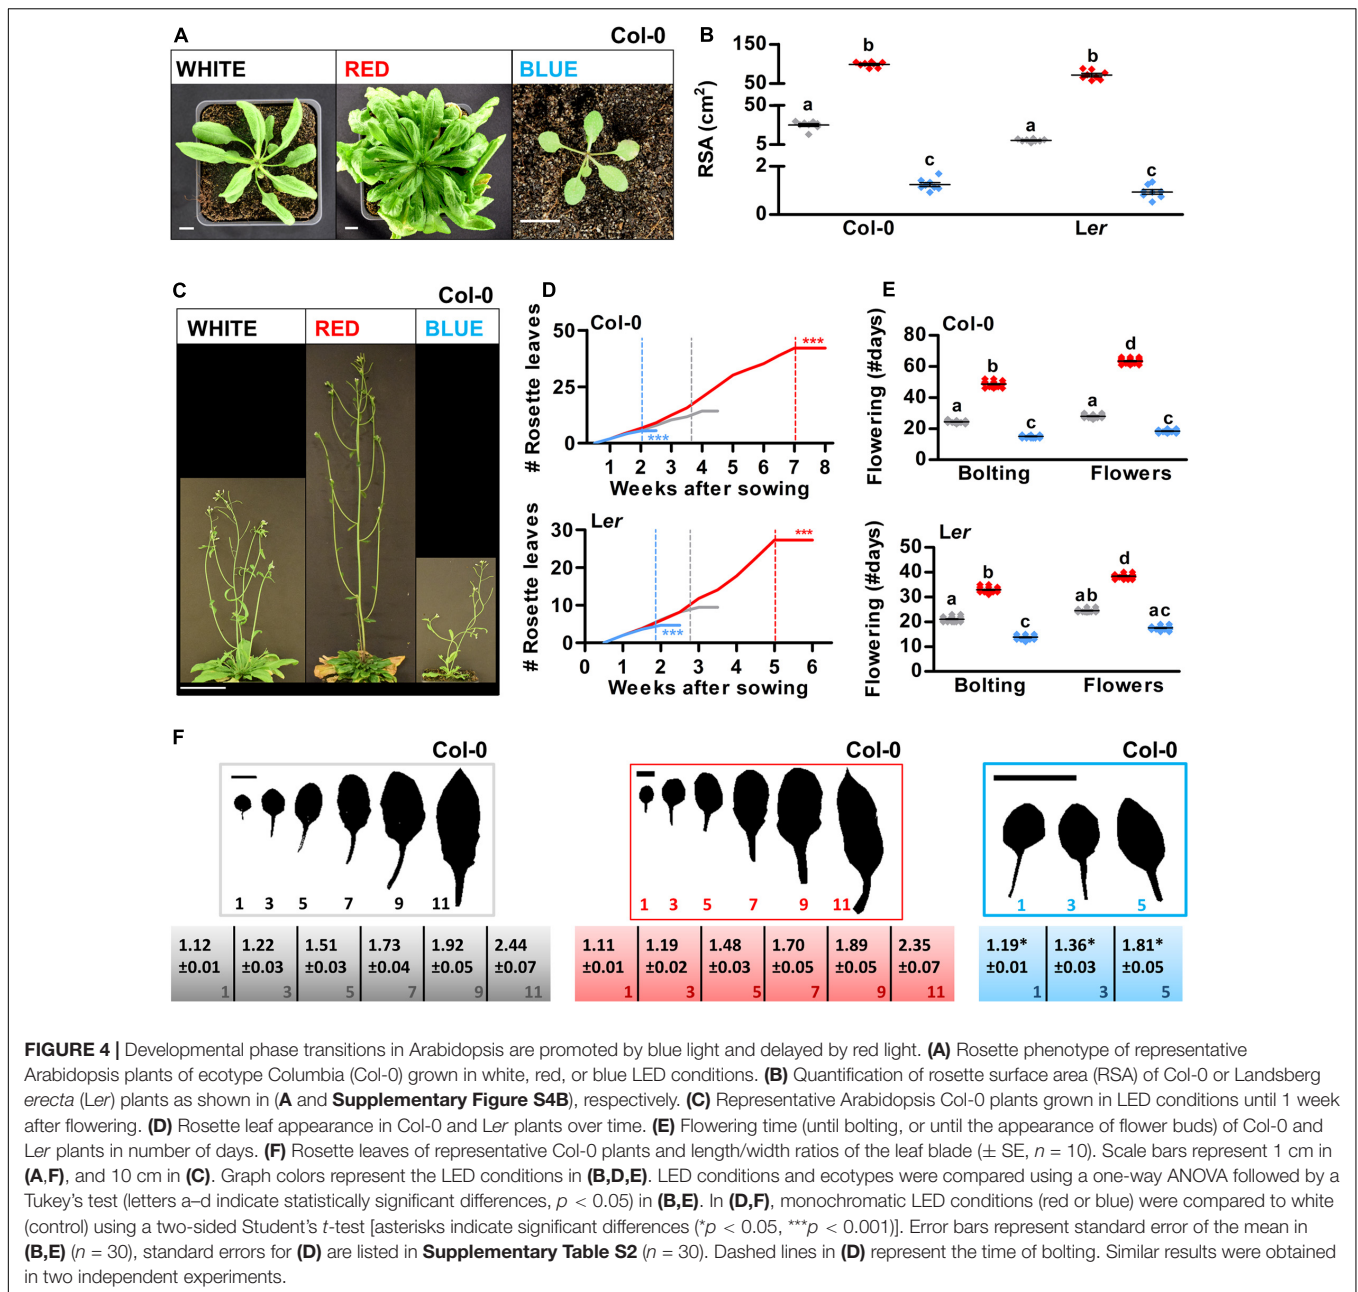 A
Col-0
WHITE
RED
BLUE
B
RSA (cm²)
150
50
50
5
2
0
a
b
c
a
b
c
Col-0
Ler
C
Col-0
WHITE
RED
BLUE
D
Col-0
# Rosette leaves
50
25
0
***
***
1 2 3 4 5 6 7 8
Weeks after sowing
Ler
# Rosette leaves
30
20
10
0
***
***
0 1 2 3 4 5 6
Weeks after sowing
E
Col-0
Flowering (#days)
80
60
40
20
0
a
b
c
a
d
c
Bolting
Flowers
Ler
Flowering (#days)
50
40
30
20
10
0
a
b
c
ab
d
ac
Bolting
Flowers
F
Col-0
1 3 5 7 9 11
1.12 1.22 1.51 1.73 1.92 2.44
±0.01 ±0.03 ±0.03 ±0.04 ±0.05 ±0.07
1 3 5 7 9 11
Col-0
1 3 5 7 9 11
1.11 1.19 1.48 1.70 1.89 2.35
±0.01 ±0.02 ±0.03 ±0.05 ±0.05 ±0.07
1 3 5 7 9 11
Col-0
1 3 5
1.19* 1.36* 1.81*
±0.01 ±0.03 ±0.05
1 3 5
FIGURE 4 | Developmental phase transitions in Arabidopsis are promoted by blue light and delayed by red light. (A) Rosette phenotype of representative
Arabidopsis plants of ecotype Columbia (Col-0) grown in white, red, or blue LED conditions. (B) Quantification of rosette surface area (RSA) of Col-0 or Landsberg
erecta (Ler) plants as shown in (A and Supplementary Figure S4B), respectively. (C) Representative Arabidopsis Col-0 plants grown in LED conditions until 1 week
after flowering. (D) Rosette leaf appearance in Col-0 and Ler plants over time. (E) Flowering time (until bolting, or until the appearance of flower buds) of Col-0 and
Ler plants in number of days. (F) Rosette leaves of representative Col-0 plants and length/width ratios of the leaf blade (± SE, n = 10). Scale bars represent 1 cm in
(A,F), and 10 cm in (C). Graph colors represent the LED conditions in (B,D,E). LED conditions and ecotypes were compared using a one-way ANOVA followed by a
Tukey's test (letters a–d indicate statistically significant differences, p < 0.05) in (B,E). In (D,F), monochromatic LED conditions (red or blue) were compared to white
(control) using a two-sided Student's t-test [asterisks indicate significant differences (*p < 0.05, ***p < 0.001)]. Error bars represent standard error of the mean in
(B,E) (n = 30), standard errors for (D) are listed in Supplementary Table S2 (n = 30). Dashed lines in (D) represent the time of bolting. Similar results were obtained
in two independent experiments.